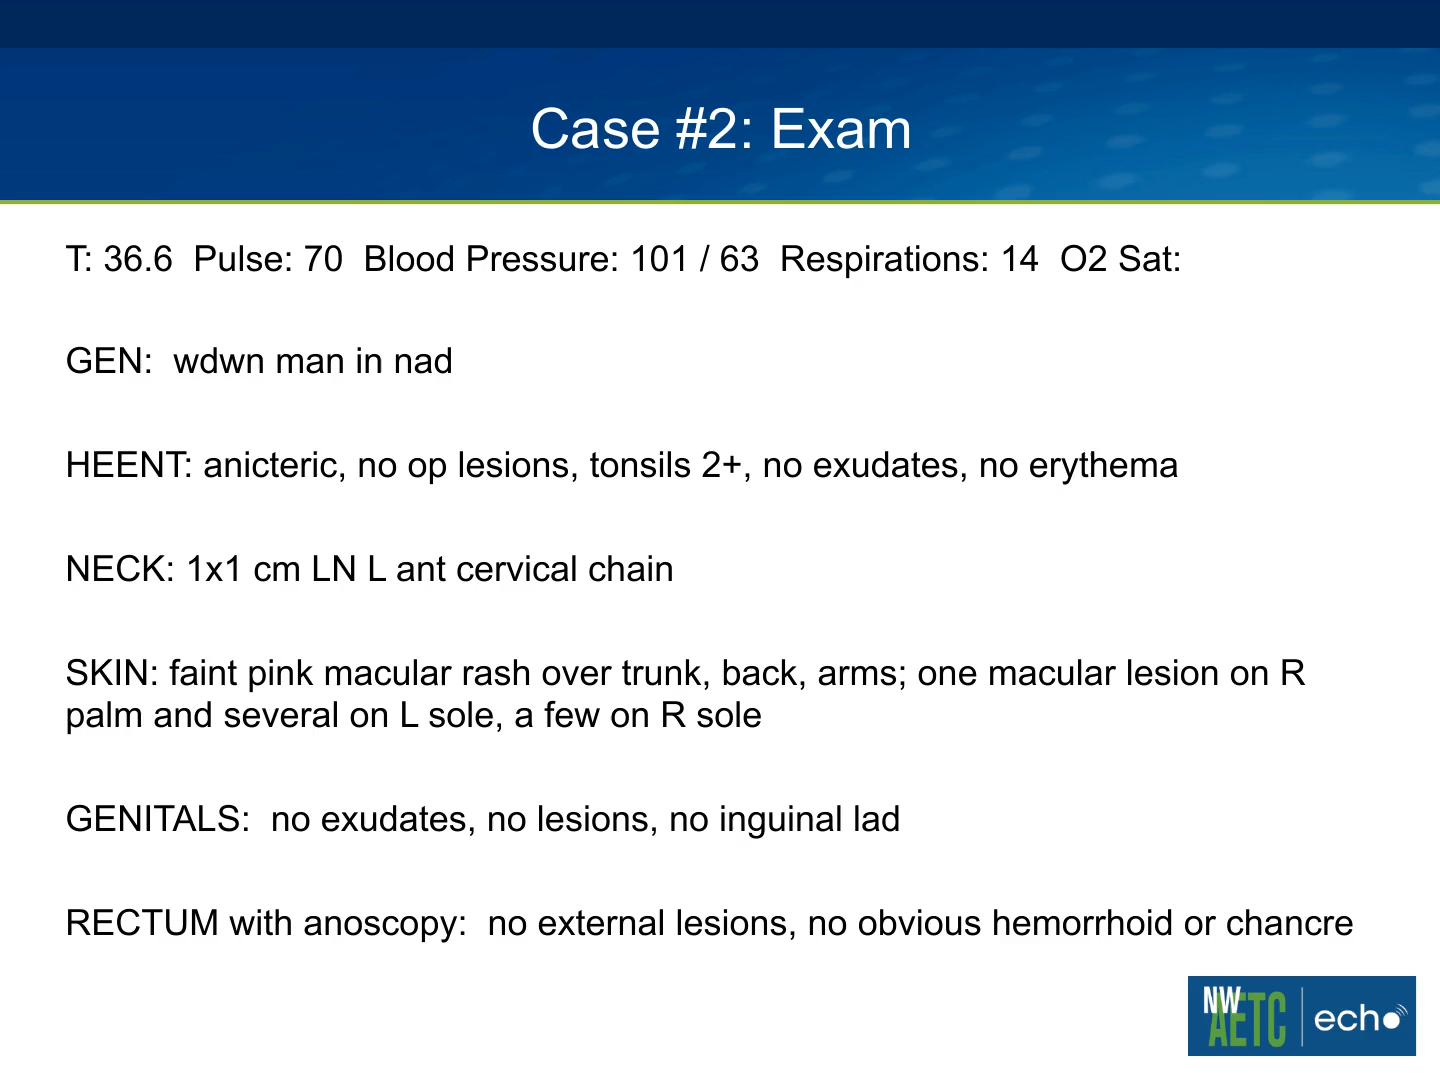 Case #2: Exam
T: 36.6  Pulse: 70  Blood Pressure: 101 / 63  Respirations: 14  O2 Sat:
GEN:  wdwn man in nad
HEENT: anicteric, no op lesions, tonsils 2+, no exudates, no erythema
NECK: 1x1 cm LN L ant cervical chain
SKIN: faint pink macular rash over trunk, back, arms; one macular lesion on R
palm and several on L sole, a few on R sole
GENITALS:  no exudates, no lesions, no inguinal lad
RECTUM with anoscopy:  no external lesions, no obvious hemorrhoid or chancre
NW
AETC
echo